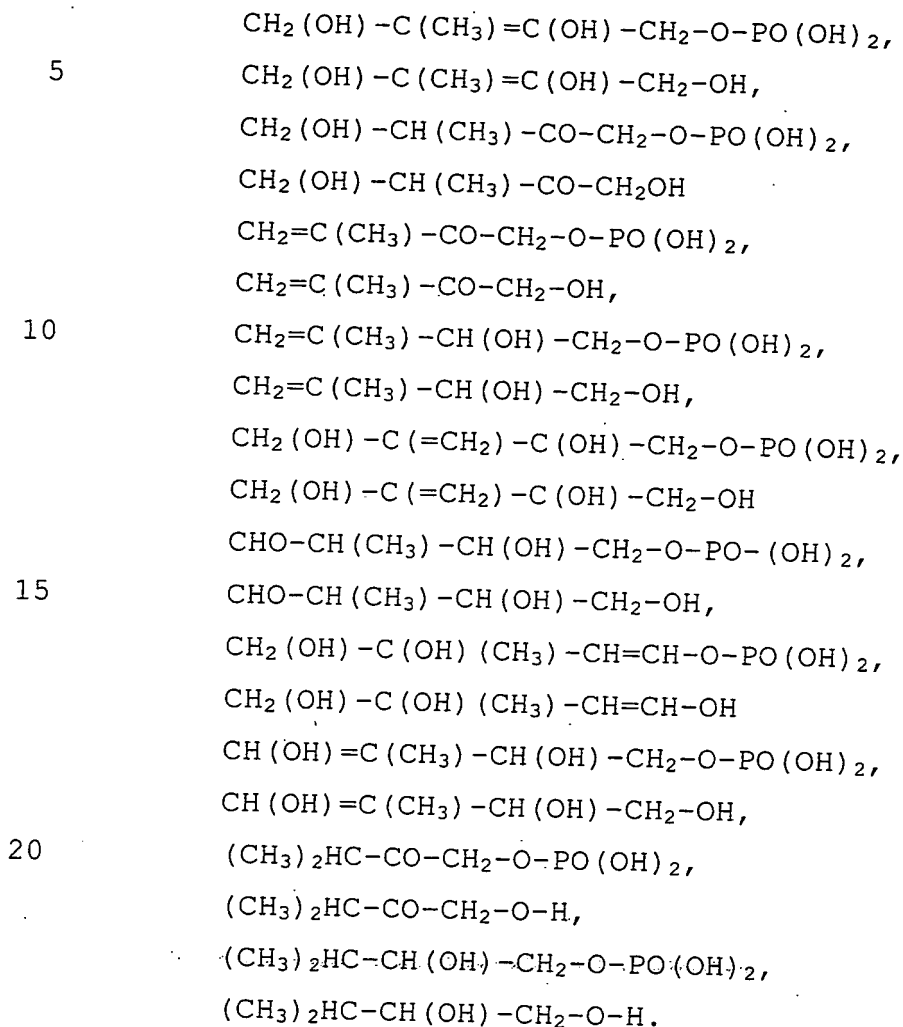 CH₂(OH)-C(CH₃)=C(OH)-CH₂-O-PO(OH)₂,
5 CH₂(OH)-C(CH₃)=C(OH)-CH₂-OH,
CH₂(OH)-CH(CH₃)-CO-CH₂-O-PO(OH)₂,
CH₂(OH)-CH(CH₃)-CO-CH₂OH
CH₂=C(CH₃)-CO-CH₂-O-PO(OH)₂,
CH₂=C(CH₃)-CO-CH₂-OH,
10 CH₂=C(CH₃)-CH(OH)-CH₂-O-PO(OH)₂,
CH₂=C(CH₃)-CH(OH)-CH₂-OH,
CH₂(OH)-C(=CH₂)-C(OH)-CH₂-O-PO(OH)₂,
CH₂(OH)-C(=CH₂)-C(OH)-CH₂-OH
CHO-CH(CH₃)-CH(OH)-CH₂-O-PO-(OH)₂,
15 CHO-CH(CH₃)-CH(OH)-CH₂-OH,
CH₂(OH)-C(OH)(CH₃)-CH=CH-O-PO(OH)₂,
CH₂(OH)-C(OH)(CH₃)-CH=CH-OH
CH(OH)=C(CH₃)-CH(OH)-CH₂-O-PO(OH)₂,
CH(OH)=C(CH₃)-CH(OH)-CH₂-OH,
20 (CH₃)₂HC-CO-CH₂-O-PO(OH)₂,
(CH₃)₂HC-CO-CH₂-O-H,
(CH₃)₂HC-CH(OH)-CH₂-O-PO(OH)₂,
(CH₃)₂HC-CH(OH)-CH₂-O-H.